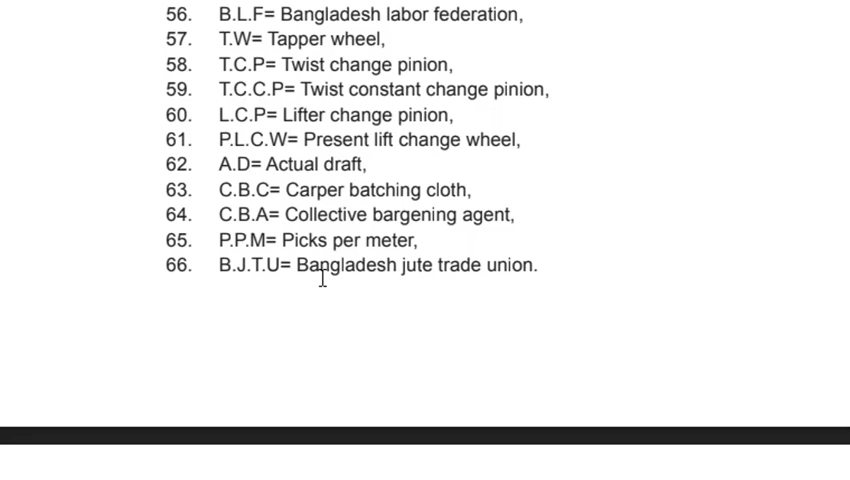 56. B.L.F= Bangladesh labor federation,
57. T.W= Tapper wheel,
58. T.C.P= Twist change pinion,
59. T.C.C.P= Twist constant change pinion,
60. L.C.P= Lifter change pinion,
61. P.L.C.W= Present lift change wheel,
62. A.D= Actual draft,
63. C.B.C= Carper batching cloth,
64. C.B.A= Collective bargening agent,
65. P.P.M= Picks per meter,
66. B.J.T.U= Bangladesh jute trade union.